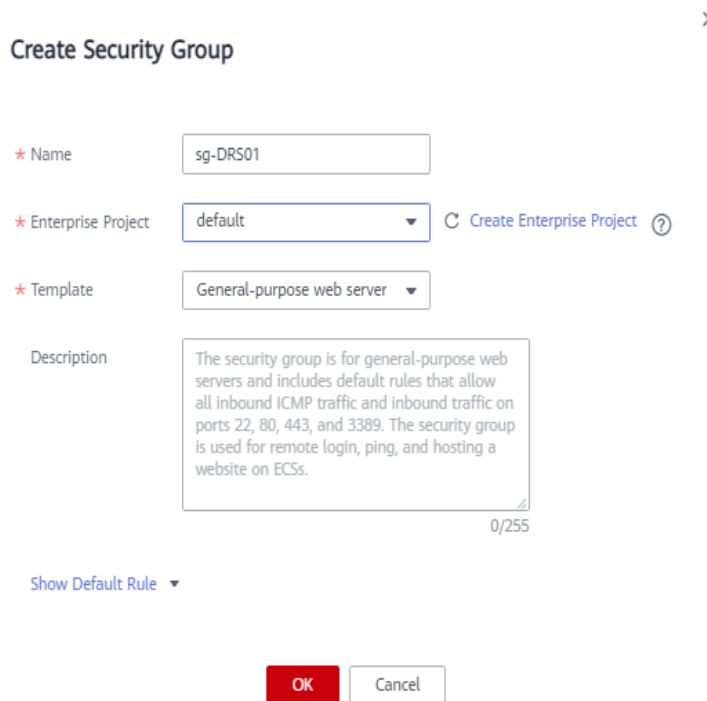 Create Security Group
* Name sg-DRS01
* Enterprise Project default Create Enterprise Project ?
* Template General-purpose web server
Description The security group is for general-purpose web
servers and includes default rules that allow
all inbound ICMP traffic and inbound traffic on
ports 22, 80, 443, and 3389. The security group
is used for remote login, ping, and hosting a
website on ECSs.
0/255
Show Default Rule
OK Cancel